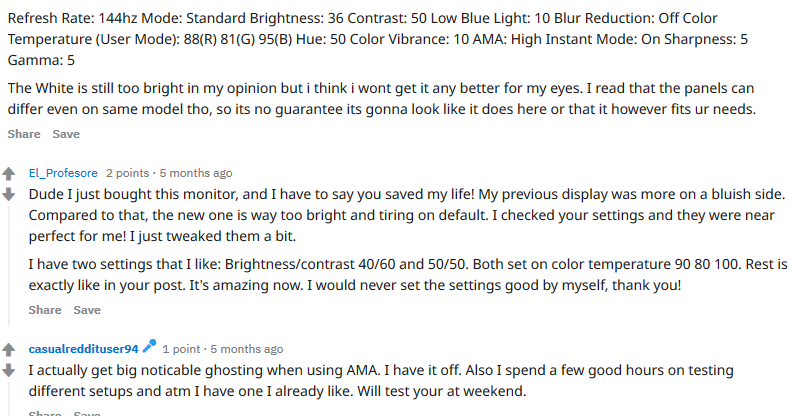 Refresh Rate: 144hz Mode: Standard Brightness: 36 Contrast: 50 Low Blue Light: 10 Blur Reduction: Off Color
Temperature (User Mode): 88(R) 81(G) 95(B) Hue: 50 Color Vibrance: 10 AMA: High Instant Mode: On Sharpness: 5
Gamma: 5
The White is still too bright in my opinion but i think i wont get it any better for my eyes. I read that the panels can
differ even on same model tho, so its no guarantee its gonna look like it does here or that it however fits ur needs.
Share Save
El_Profesore 2 points · 5 months ago
Dude I just bought this monitor, and I have to say you saved my life! My previous display was more on a bluish side.
Compared to that, the new one is way too bright and tiring on default. I checked your settings and they were near
perfect for me! I just tweaked them a bit.
I have two settings that I like: Brightness/contrast 40/60 and 50/50. Both set on color temperature 90 80 100. Rest is
exactly like in your post. It's amazing now. I would never set the settings good by myself, thank you!
Share Save
casualreddituser94 1 point · 5 months ago
I actually get big noticable ghosting when using AMA. I have it off. Also I spend a few good hours on testing
different setups and atm I have one I already like. Will test your at weekend.
Share Save